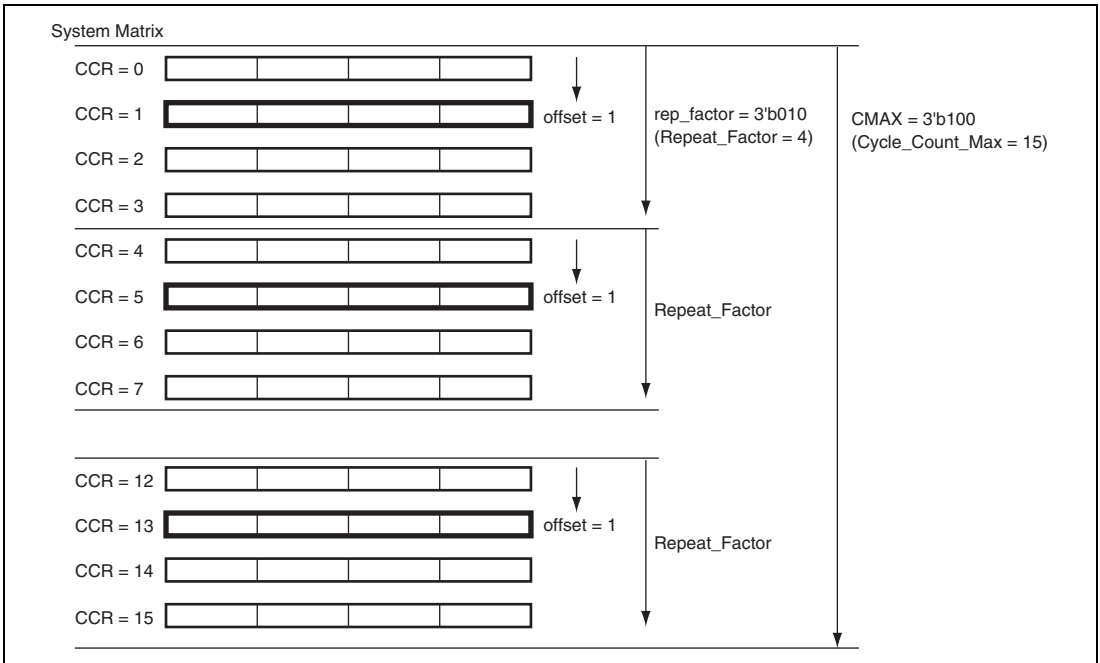 System Matrix
CCR = 0
CCR = 1
offset = 1
rep_factor = 3'b010
(Repeat_Factor = 4)
CMAX = 3'b100
(Cycle_Count_Max = 15)
CCR = 2
CCR = 3
CCR = 4
CCR = 5
offset = 1
Repeat_Factor
CCR = 6
CCR = 7
CCR = 12
CCR = 13
offset = 1
Repeat_Factor
CCR = 14
CCR = 15